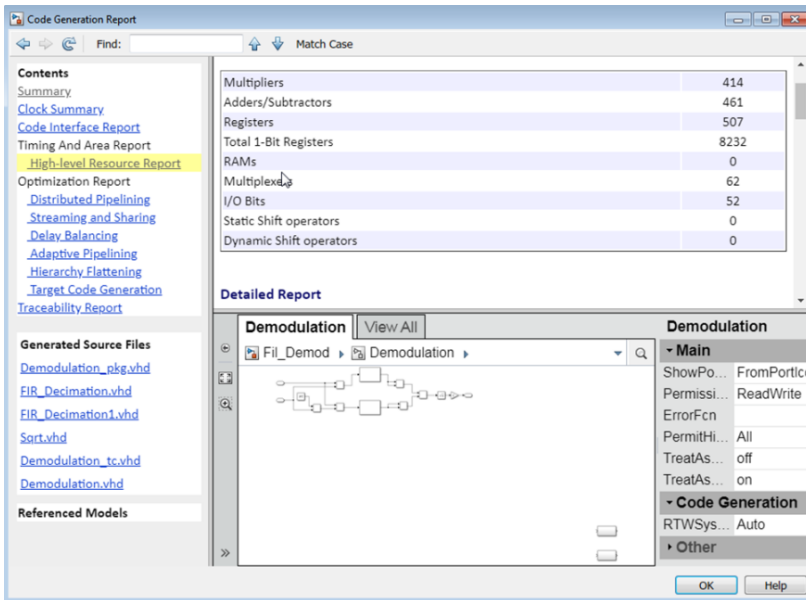 Code Generation Report
Find:
Match Case
Contents
Summary
Clock Summary
Code Interface Report
Timing And Area Report
High-level Resource Report
Optimization Report
Distributed Pipelining
Streaming and Sharing
Delay Balancing
Adaptive Pipelining
Hierarchy Flattening
Target Code Generation
Traceability Report
Generated Source Files
Demodulation_pkg.vhd
FIR_Decimation.vhd
FIR_Decimation1.vhd
Sqrt.vhd
Demodulation_tc.vhd
Demodulation.vhd
Referenced Models
Multipliers 414
Adders/Subtractors 461
Registers 507
Total 1-Bit Registers 8232
RAMs 0
Multiplexers 62
I/O Bits 52
Static Shift operators 0
Dynamic Shift operators 0
Detailed Report
Demodulation View All
Fil_Demod Demodulation
Demodulation
Main
ShowPo... FromPortIc
Permissi... ReadWrite
ErrorFcn
PermitHi... All
TreatAs... off
TreatAs... on
Code Generation
RTWSys... Auto
Other
OK Help